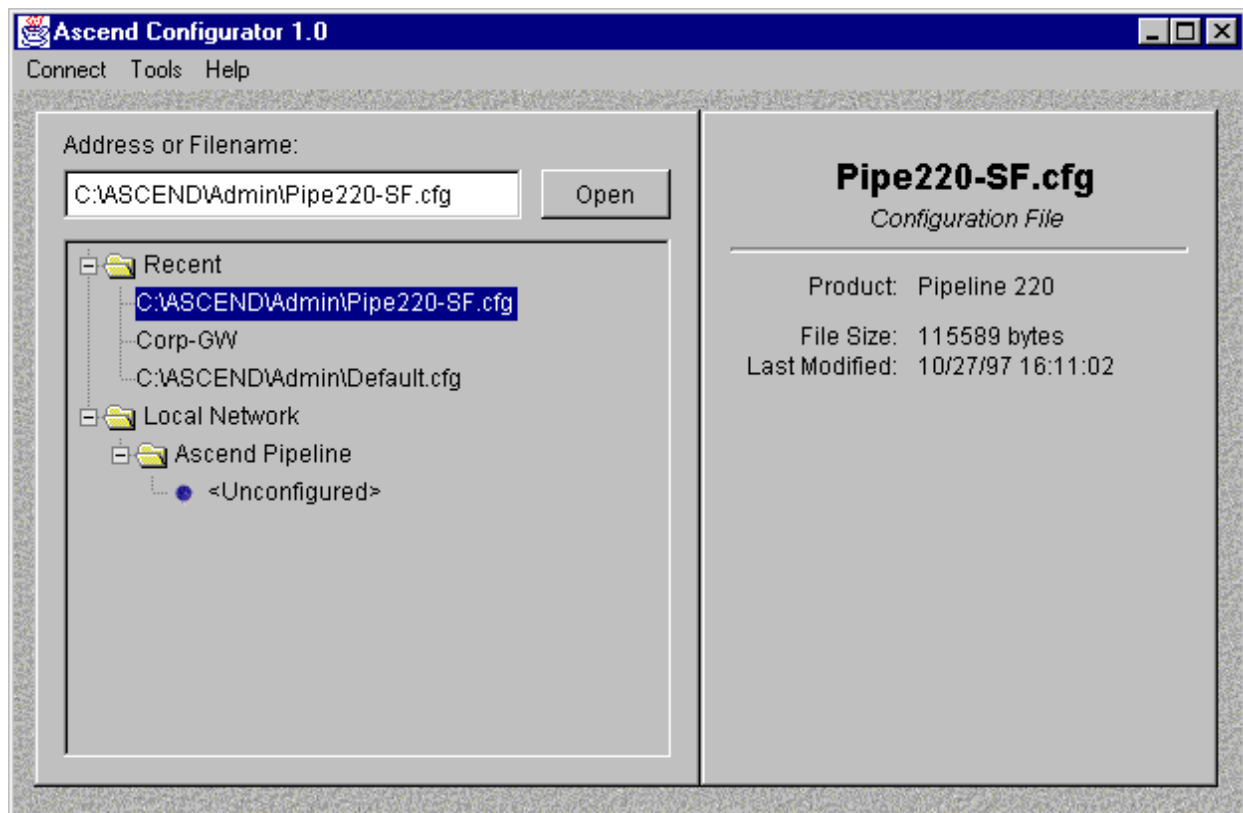 Ascend Configurator 1.0
Connect Tools Help
Address or Filename:
C:\ASCEND\Admin\Pipe220-SF.cfg
Open
Recent
C:\ASCEND\Admin\Pipe220-SF.cfg
Corp-GW
C:\ASCEND\Admin\Default.cfg
Local Network
Ascend Pipeline
<Unconfigured>
Pipe220-SF.cfg
Configuration File
Product: Pipeline 220
File Size: 115589 bytes
Last Modified: 10/27/97 16:11:02